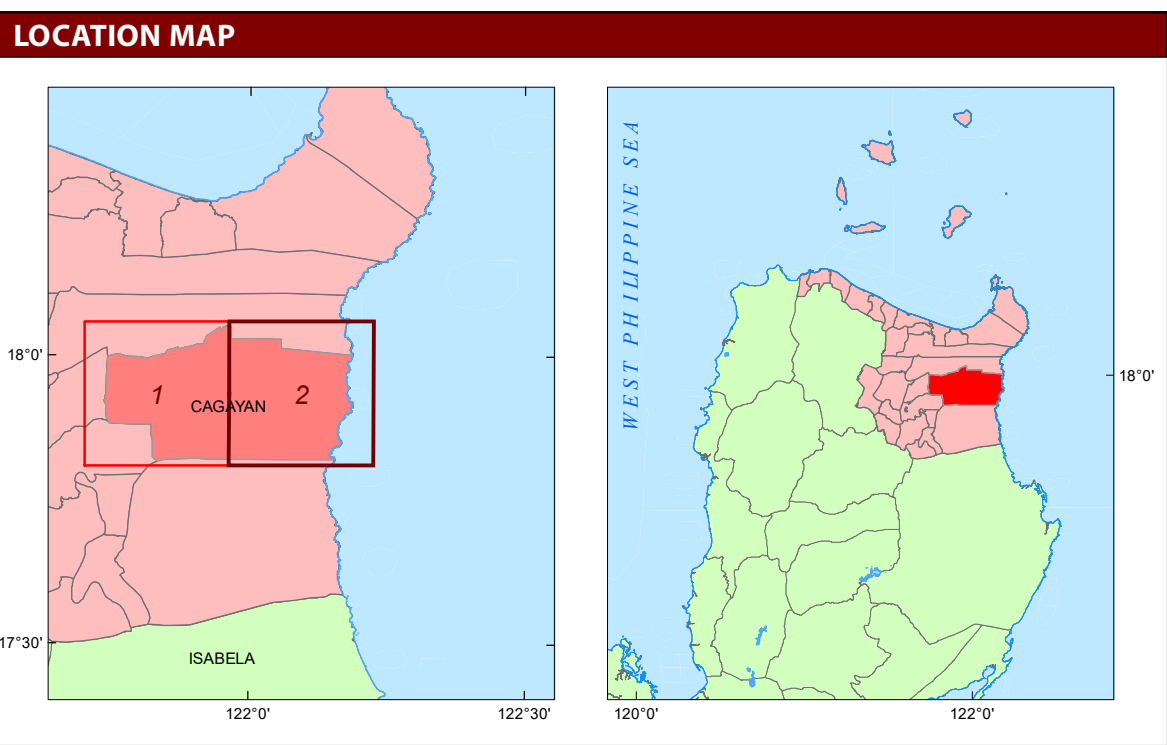 LOCATION MAP
18°0'
1
CAGAYAN
2
17°30'
ISABELA
122°0'
122°30'
WEST PHILIPPINE SEA
18°0'
120°0'
122°0'